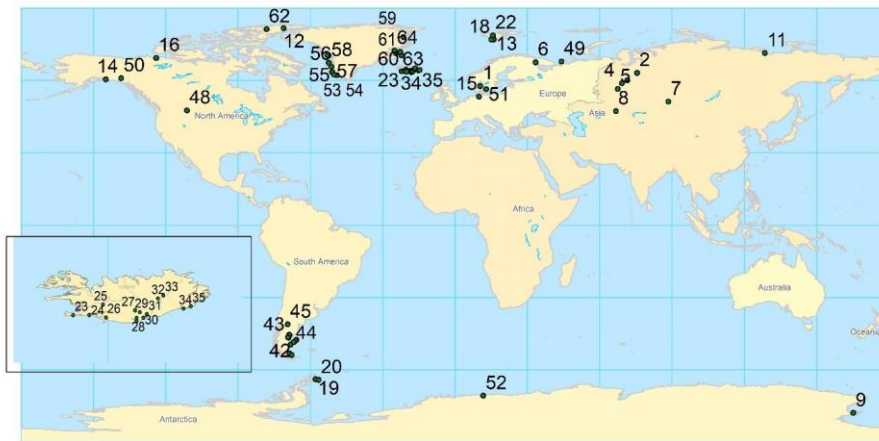 62 59
18 22
12 61 6 64
16 56 58 13 11
14 50 60 63 6 49
55 57 23 34 35 15 1 4 5 2
53 54 51 Europe 8 7
48 Asia
North America
Africa
South America
Australia
32 33
25 34 35
23 24 26 27 29 31
28 30
43 45
44
42
Oceani
20
19 52 9
Antarctica